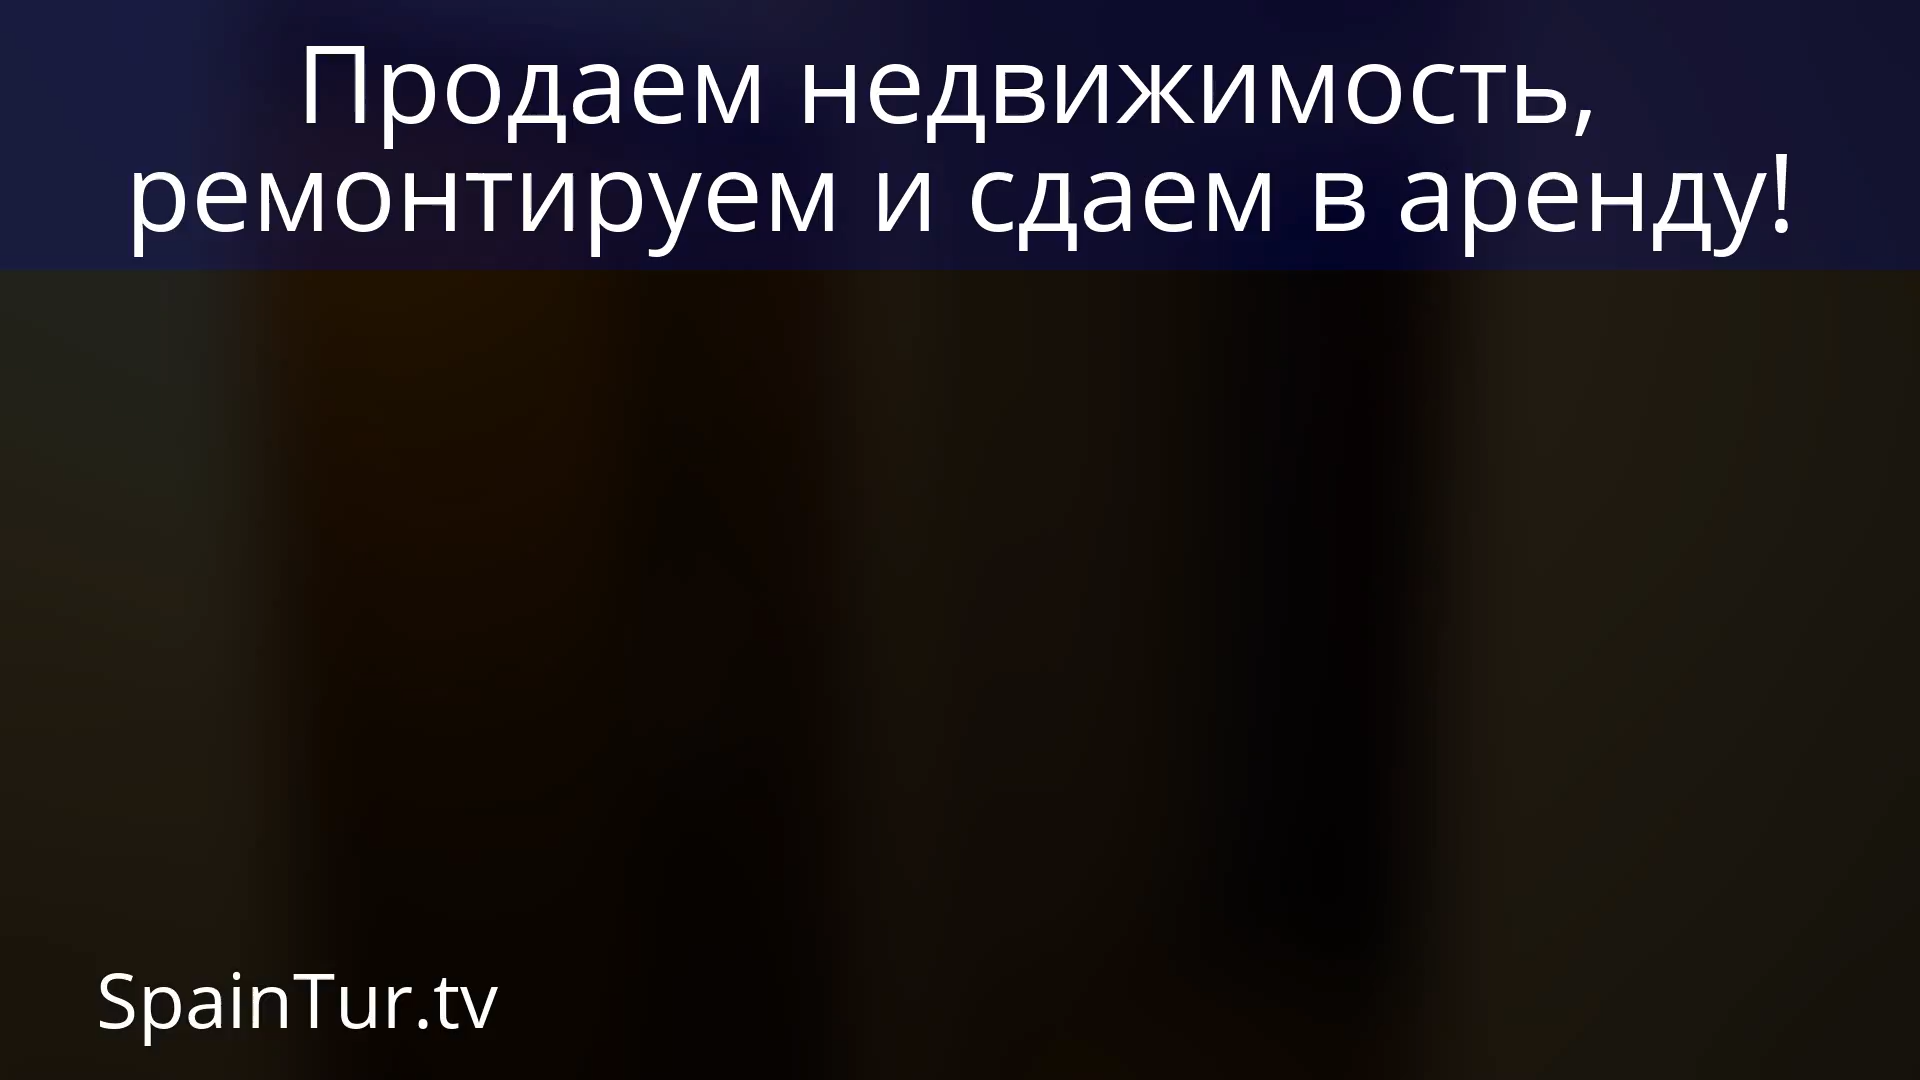 Продаем недвижимость,
ремонтируем и сдаем в аренду!
SpainTur.tv